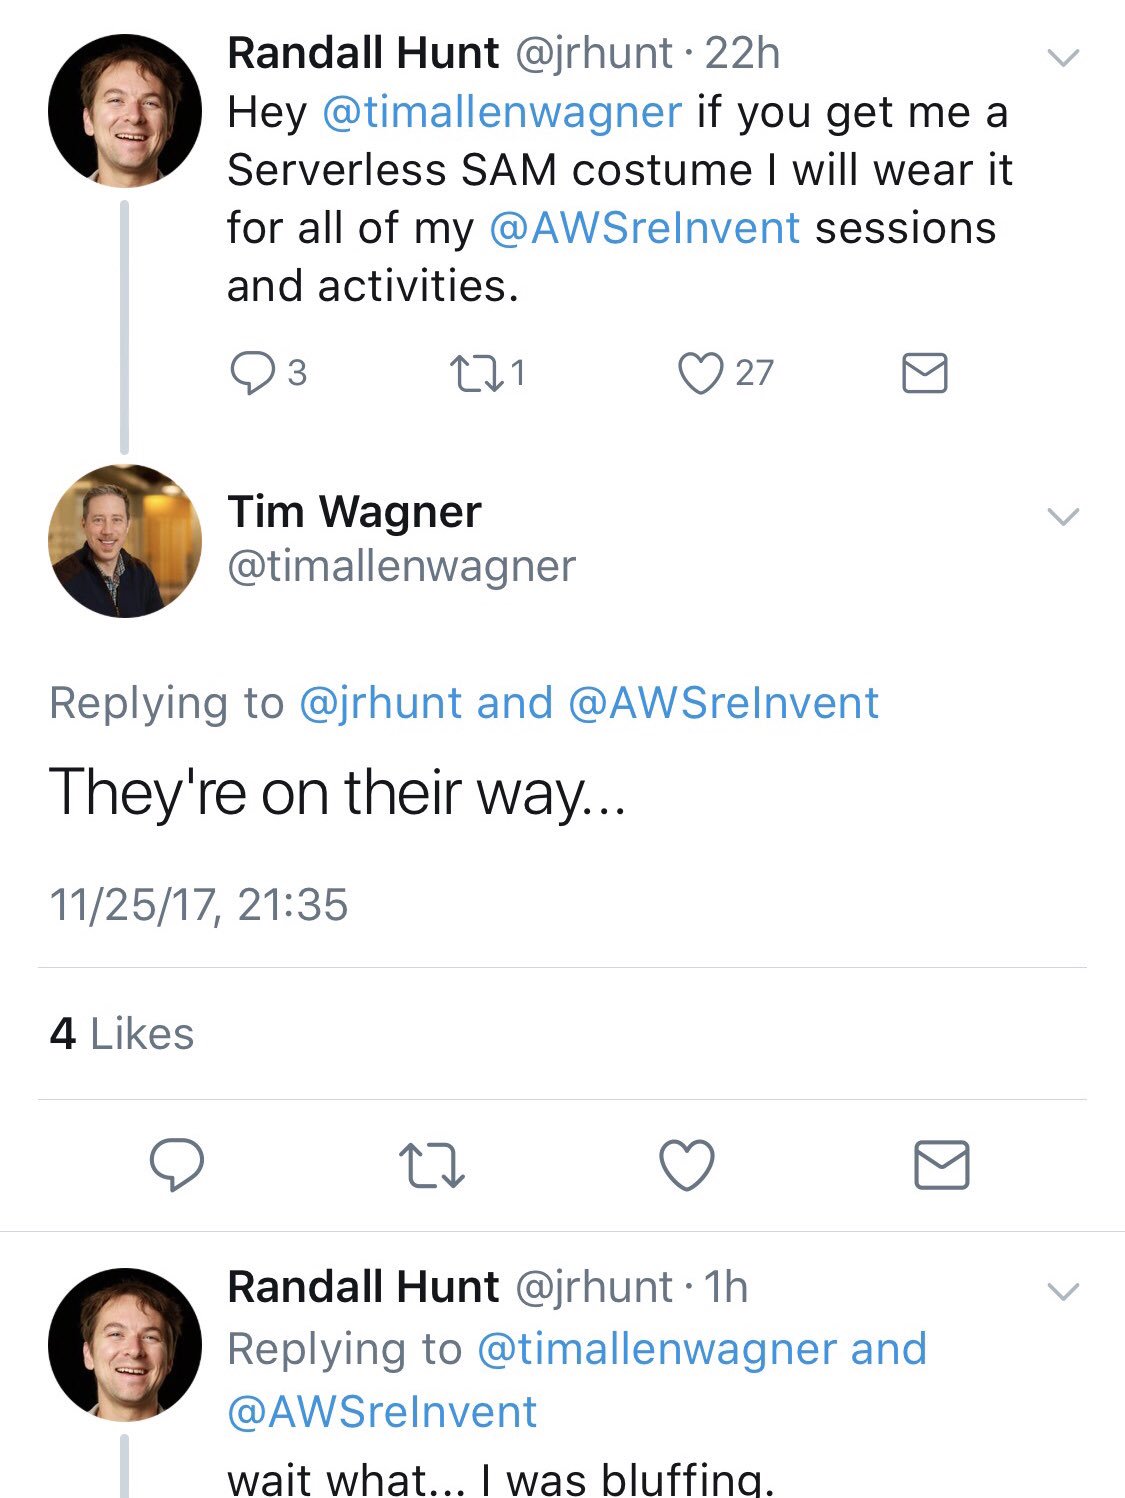 Randall Hunt @jrhunt · 22h
Hey @timallenwagner if you get me a
Serverless SAM costume I will wear it
for all of my @AWSreInvent sessions
and activities.
3 1 27
Tim Wagner
@timallenwagner
Replying to @jrhunt and @AWSreInvent
They're on their way...
11/25/17, 21:35
4 Likes
Randall Hunt @jrhunt · 1h
Replying to @timallenwagner and
@AWSreInvent
wait what... I was bluffing.